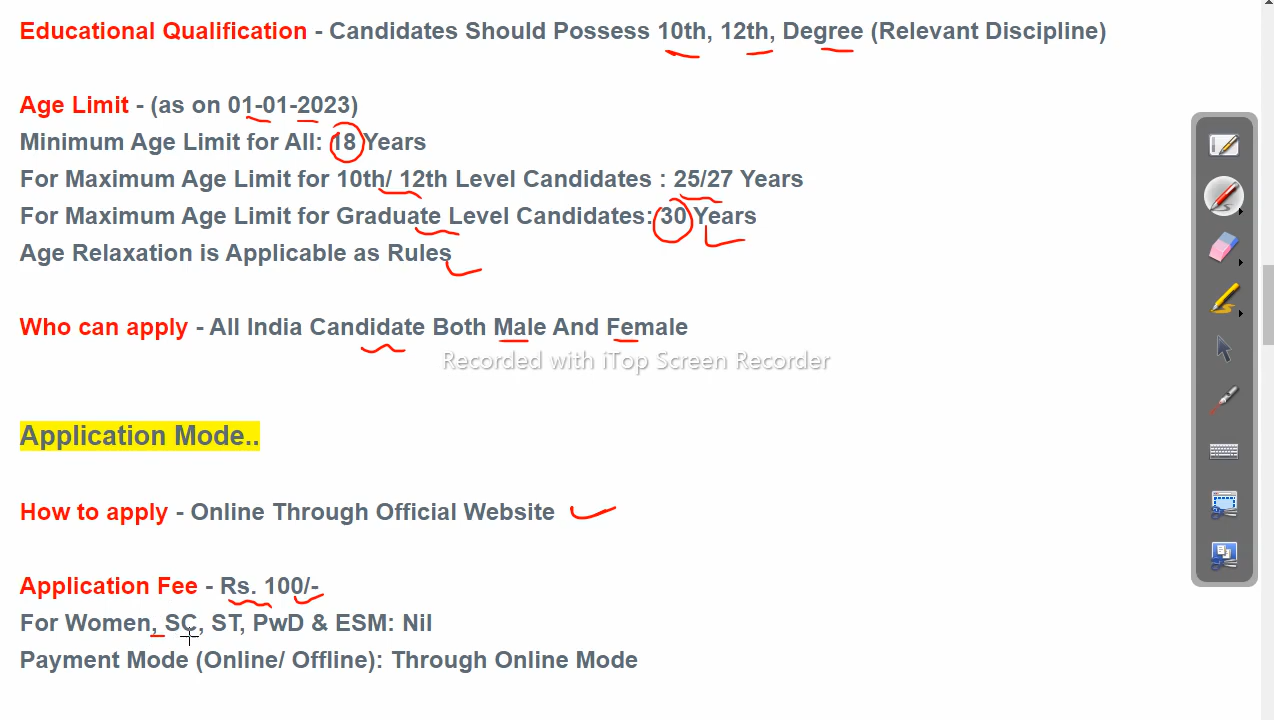 Educational Qualification - Candidates Should Possess 10th, 12th, Degree (Relevant Discipline)
Age Limit - (as on 01-01-2023)
Minimum Age Limit for All: 18 Years
For Maximum Age Limit for 10th/ 12th Level Candidates : 25/27 Years
For Maximum Age Limit for Graduate Level Candidates: 30 Years
Age Relaxation is Applicable as Rules
Who can apply - All India Candidate Both Male And Female
Recorded with iTop Screen Recorder
Application Mode..
How to apply - Online Through Official Website
Application Fee - Rs. 100/-
For Women, SC, ST, PwD & ESM: Nil
Payment Mode (Online/ Offline): Through Online Mode